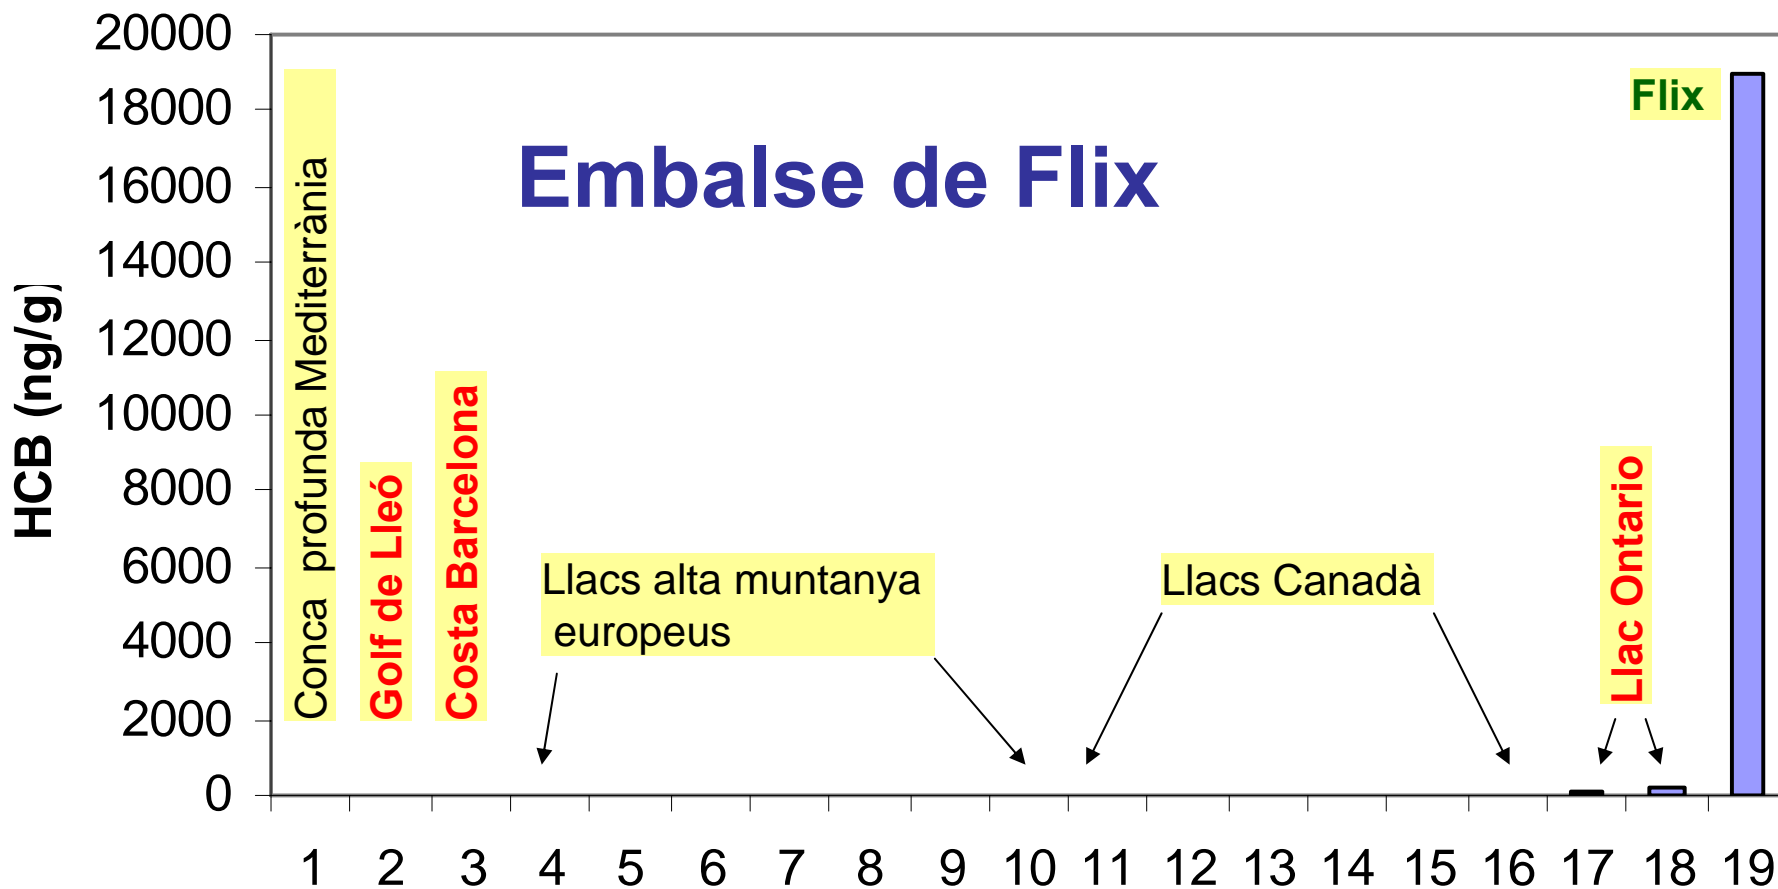 Embalse de Flix
Flix
HCB (ng/g)
20000
18000
16000
14000
12000
10000
8000
6000
4000
2000
0
Conca profunda Mediterrània
Golf de Lleó
Costa Barcelona
Llacs alta muntanya
europeus
Llacs Canadà
Llac Ontario
1 2 3 4 5 6 7 8 9 10 11 12 13 14 15 16 17 18 19